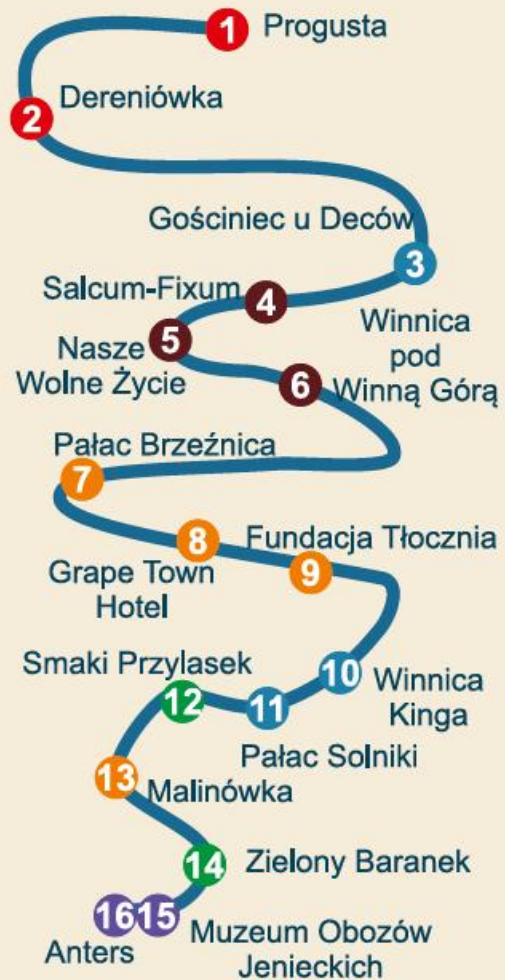 1 Progusta
2 Dereniówka
Gościniec u Deców
3
Salcum-Fixum 4
5
Nasze
Wolne Życie
Winnica
pod
Winną Górą
6
Pałac Brzeźnica
7
8
Grape Town
Hotel
Fundacja Tłocznia
9
10
Winnica
Kinga
11
Pałac Solniki
Smaki Przylasek
12
13
Malinówka
14 Zielony Baranek
15
Muzeum Obozów
Jenieckich
16
Anters